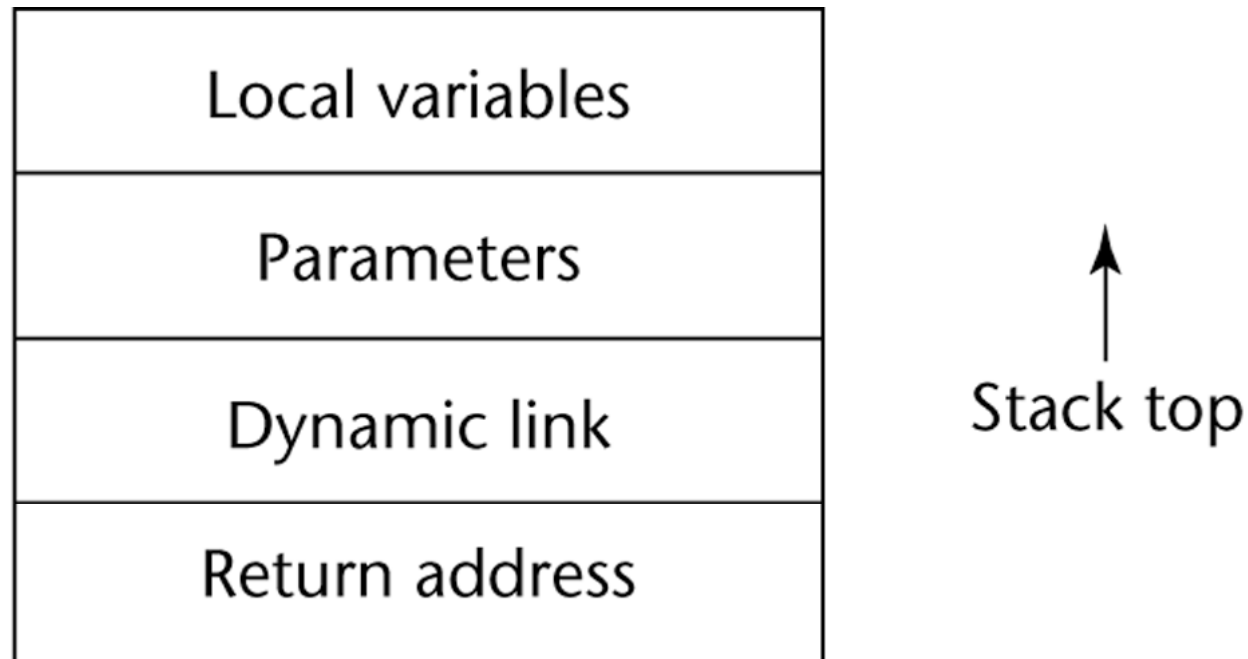 Local variables
Parameters
Dynamic link
Return address
Stack top